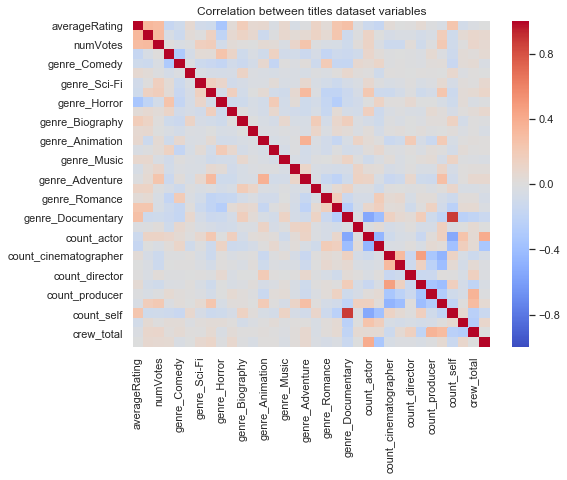 Correlation between titles dataset variables
averageRating
numVotes
genre_Comedy
genre_Sci-Fi
genre_Horror
genre_Biography
genre_Animation
genre_Music
genre_Adventure
genre_Romance
genre_Documentary
count_actor
count_cinematographer
count_director
count_producer
count_self
crew_total
0.8
0.4
0.0
−0.4
−0.8
averageRating
numVotes
genre_Comedy
genre_Sci-Fi
genre_Horror
genre_Biography
genre_Animation
genre_Music
genre_Adventure
genre_Romance
genre_Documentary
count_actor
count_cinematographer
count_director
count_producer
count_self
crew_total